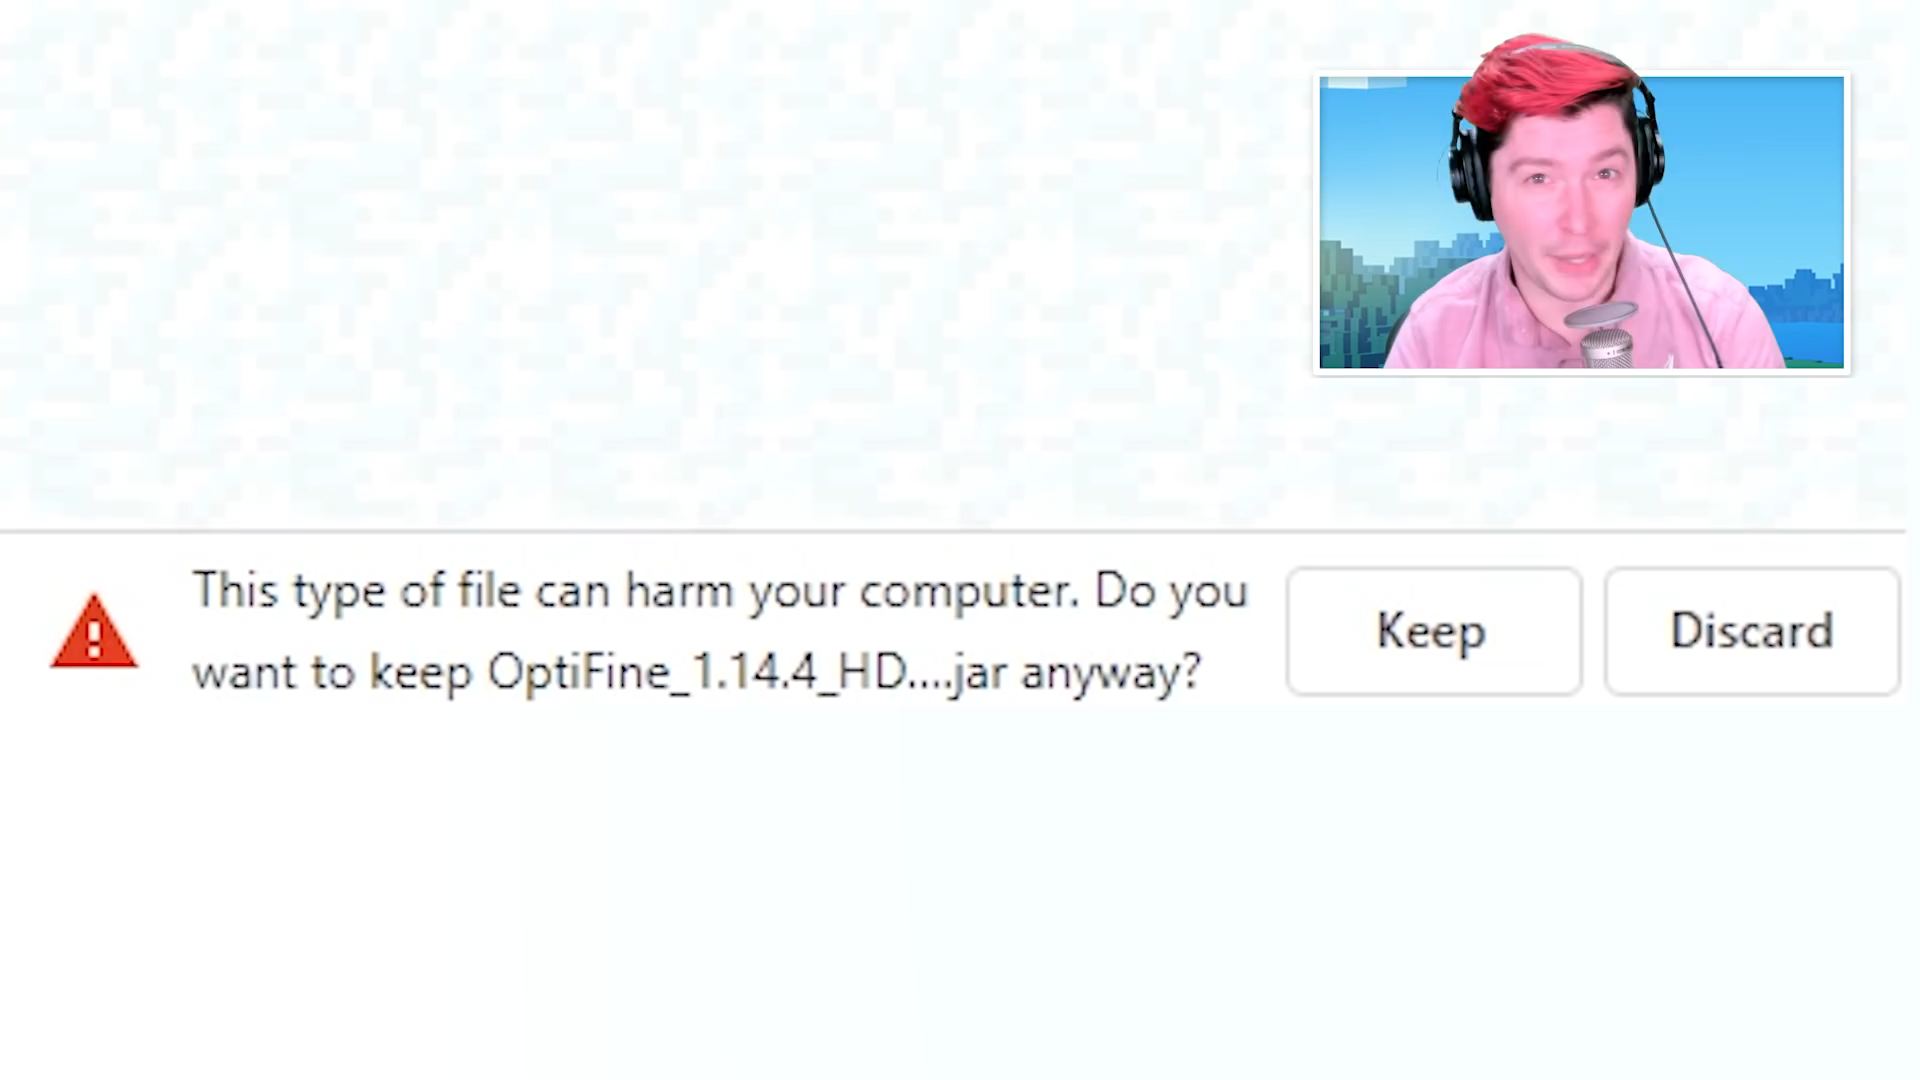 This type of file can harm your computer. Do you
want to keep OptiFine_1.14.4_HD....jar anyway?
Keep
Discard